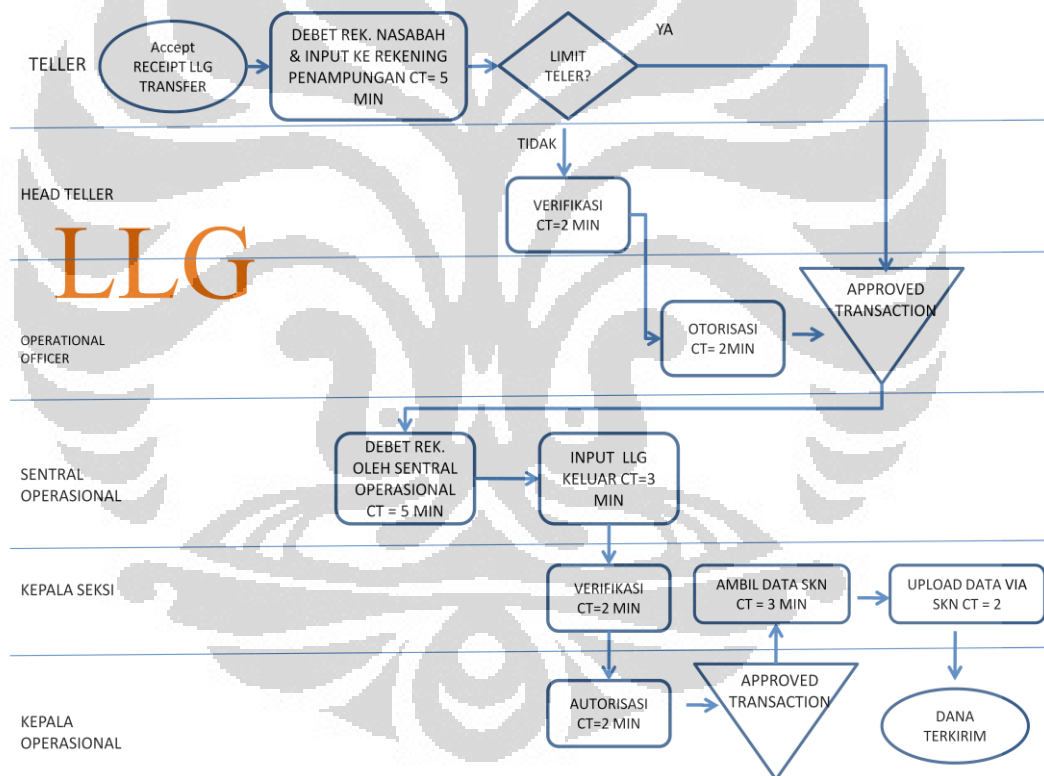 TELLER
Accept
RECEIPT LLG
TRANSFER
DEBET REK. NASABAH
& INPUT KE REKENING
PENAMPUNGAN CT= 5
MIN
LIMIT
TELER?
YA
TIDAK
HEAD TELLER
VERIFIKASI
CT=2 MIN
LLG
OPERATIONAL
OFFICER
OTORISASI
CT= 2MIN
APPROVED
TRANSACTION
SENTRAL
OPERASIONAL
DEBET REK.
OLEH SENTRAL
OPERASIONAL
CT = 5 MIN
INPUT LLG
KELUAR CT=3
MIN
KEPALA SEKSI
VERIFIKASI
CT=2 MIN
AMBIL DATA SKN
CT = 3 MIN
UPLOAD DATA VIA
SKN CT = 2
KEPALA
OPERASIONAL
AUTORISASI
CT=2 MIN
APPROVED
TRANSACTION
DANA
TERKIRIM